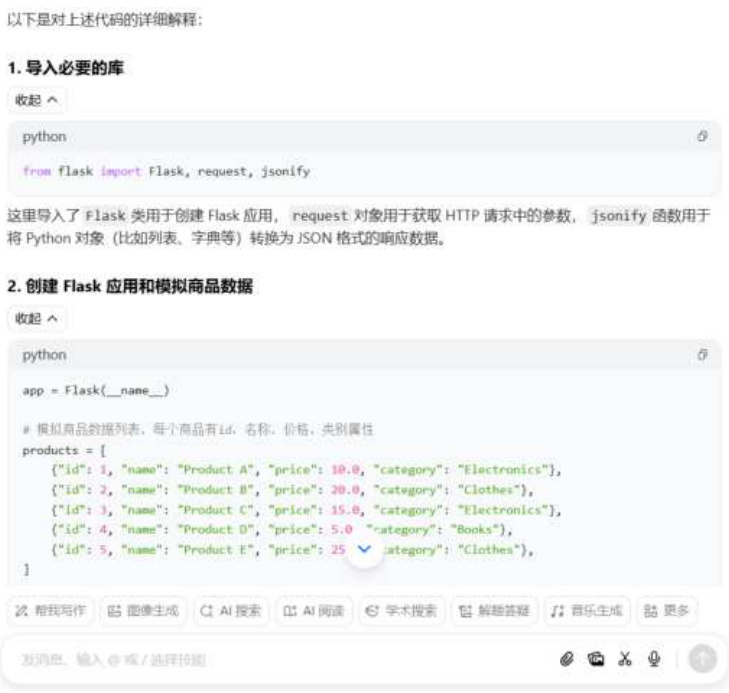 以下是对上述代码的详细解释：
1. 导入必要的库
收起
python
from flask import Flask, request, jsonify
这里导入了 Flask 类用于创建 Flask 应用， request 对象用于获取 HTTP 请求中的参数， jsonify 函数用于
将 Python 对象（比如列表、字典等）转换为 JSON 格式的响应数据。
2. 创建 Flask 应用和模拟商品数据
收起
python
app = Flask(__name__)
# 模拟商品数据列表，每个商品有id、名称、价格、类别属性
products = [
{"id": 1, "name": "Product A", "price": 10.0, "category": "Electronics"},
{"id": 2, "name": "Product B", "price": 20.0, "category": "Clothes"},
{"id": 3, "name": "Product C", "price": 15.0, "category": "Electronics"},
{"id": 4, "name": "Product D", "price": 5.0 "category": "Books"},
{"id": 5, "name": "Product E", "price": 25 category": "Clothes"},
]
帮我写作 图像生成 AI 搜索 AI 阅读 学术搜索 解题答疑 音乐生成 更多
发消息、输入 @ 或 / 选择技能